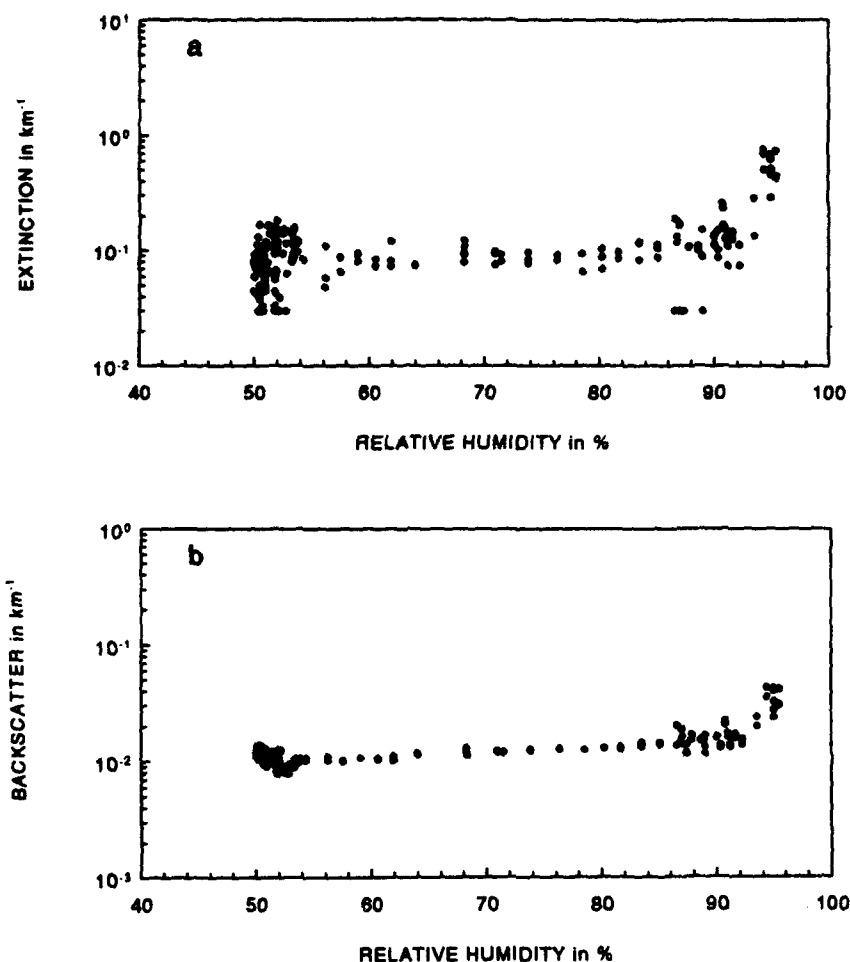 a
10¹
10⁰
10⁻¹
10⁻²
EXTINCTION in km⁻¹
40 50 60 70 80 90 100
RELATIVE HUMIDITY in %
b
10⁰
10⁻¹
10⁻²
10⁻³
BACKSCATTER in km⁻¹
40 50 60 70 80 90 100
RELATIVE HUMIDITY in %